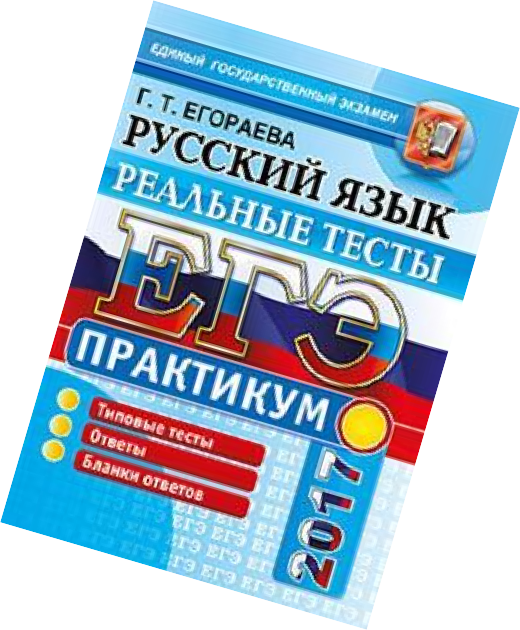 ЕДИНЫЙ ГОСУДАРСТВЕННЫЙ ЭКЗАМЕН
Г. Т. ЕГОРАЕВА
РУССКИЙ ЯЗЫК
РЕАЛЬНЫЕ ТЕСТЫ
ЕГЭ
ПРАКТИКУМ
Типовые тесты
Ответы
Бланки ответов
2017